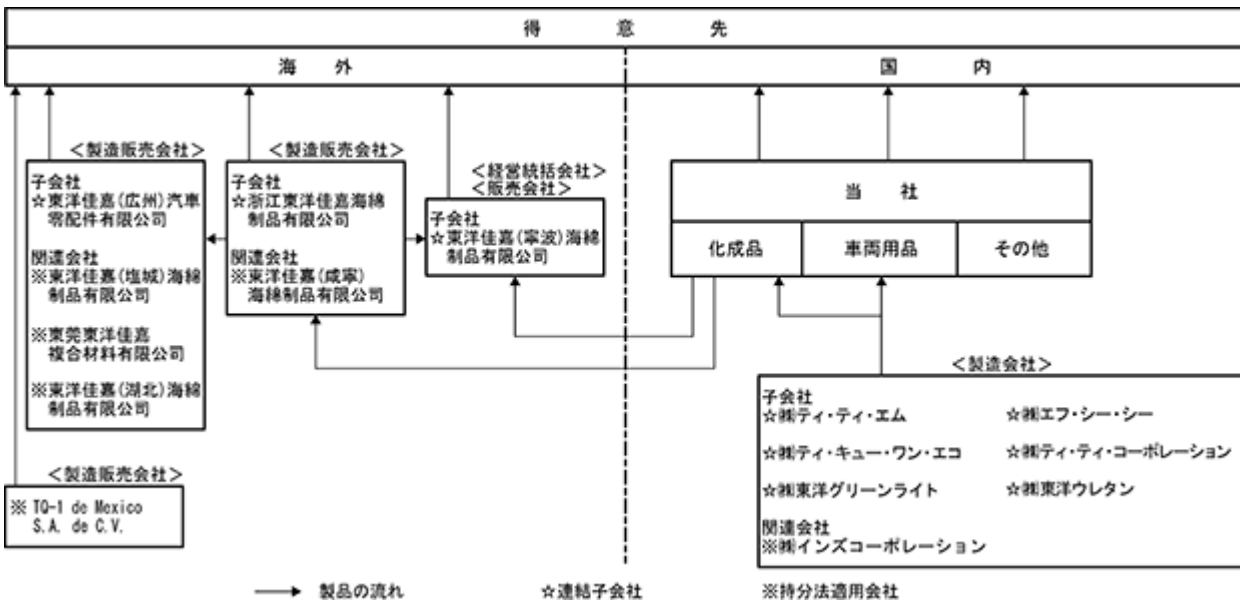 得意先
海外
国内
＜製造販売会社＞
子会社
☆東洋佳嘉(広州)汽車
零配件有限公司
関連会社
※東洋佳嘉(塩城)海綿
制品有限公司
※東莞東洋佳嘉
複合材料有限公司
※東洋佳嘉(湖北)海綿
制品有限公司
＜製造販売会社＞
子会社
☆浙江東洋佳嘉海綿
制品有限公司
関連会社
※東洋佳嘉(咸寧)
海綿制品有限公司
＜経営統括会社＞
＜販売会社＞
子会社
☆東洋佳嘉(寧波)海綿
制品有限公司
当社
化成品
車両用品
その他
＜製造販売会社＞
※ TQ-1 de Mexico
S.A. de C.V.
＜製造会社＞
子会社
☆㈱ティ・ティ・エム
☆㈱エフ・シー・シー
☆㈱ティ・キュー・ワン・エコ
☆㈱ティ・ティ・コーポレーション
☆㈱東洋グリーンライト
☆㈱東洋ウレタン
関連会社
※㈱インズコーポレーション
製品の流れ
☆連結子会社
※持分法適用会社